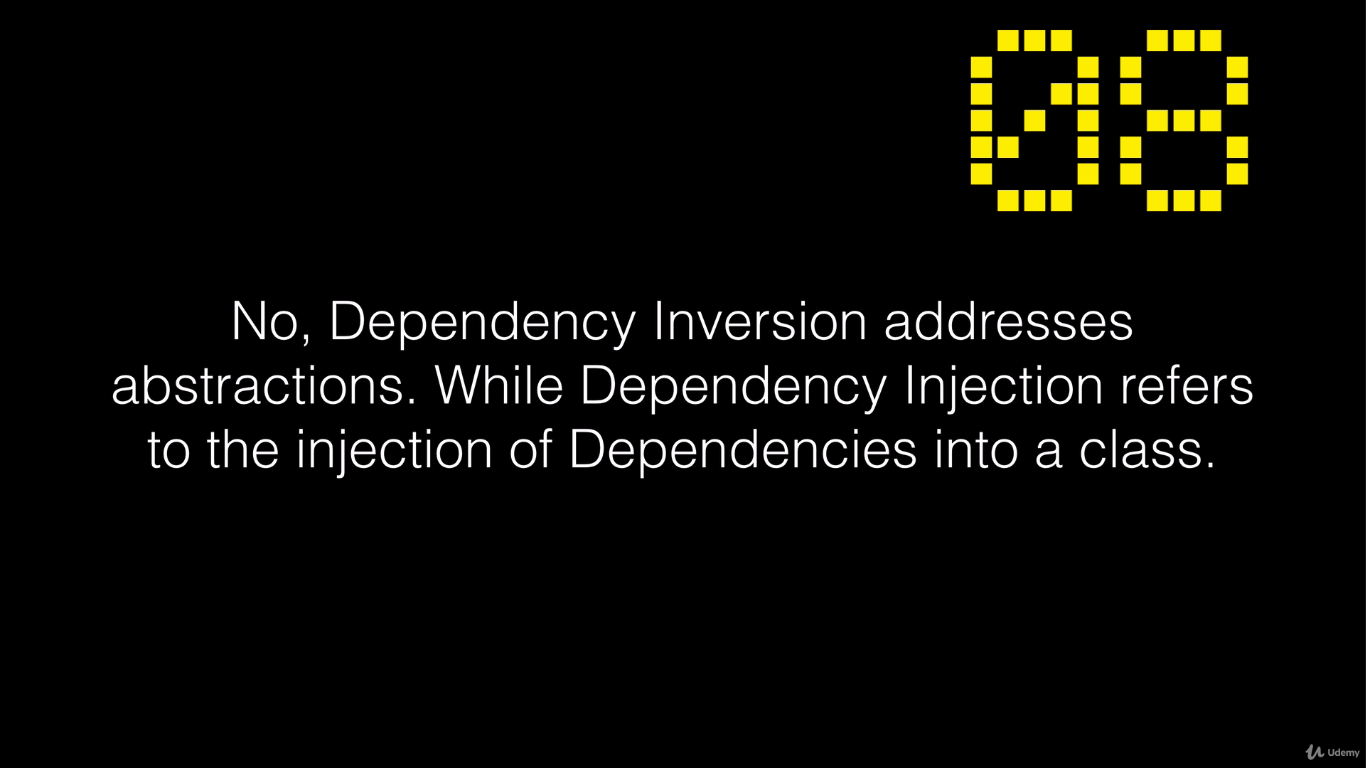 08
No, Dependency Inversion addresses
abstractions. While Dependency Injection refers
to the injection of Dependencies into a class.
Udemy